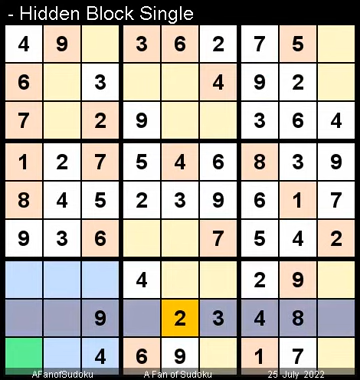 - Hidden Block Single
4 9 3 6 2 7 5
6 3 4 9 2
7 2 9 3 6 4
1 2 7 5 4 6 8 3 9
8 4 5 2 3 9 6 1 7
9 3 6 7 5 4 2
4 2 9
9 2 3 4 8
4 6 9 1 7
AFanofSudoku A Fan of Sudoku 25 July 2022